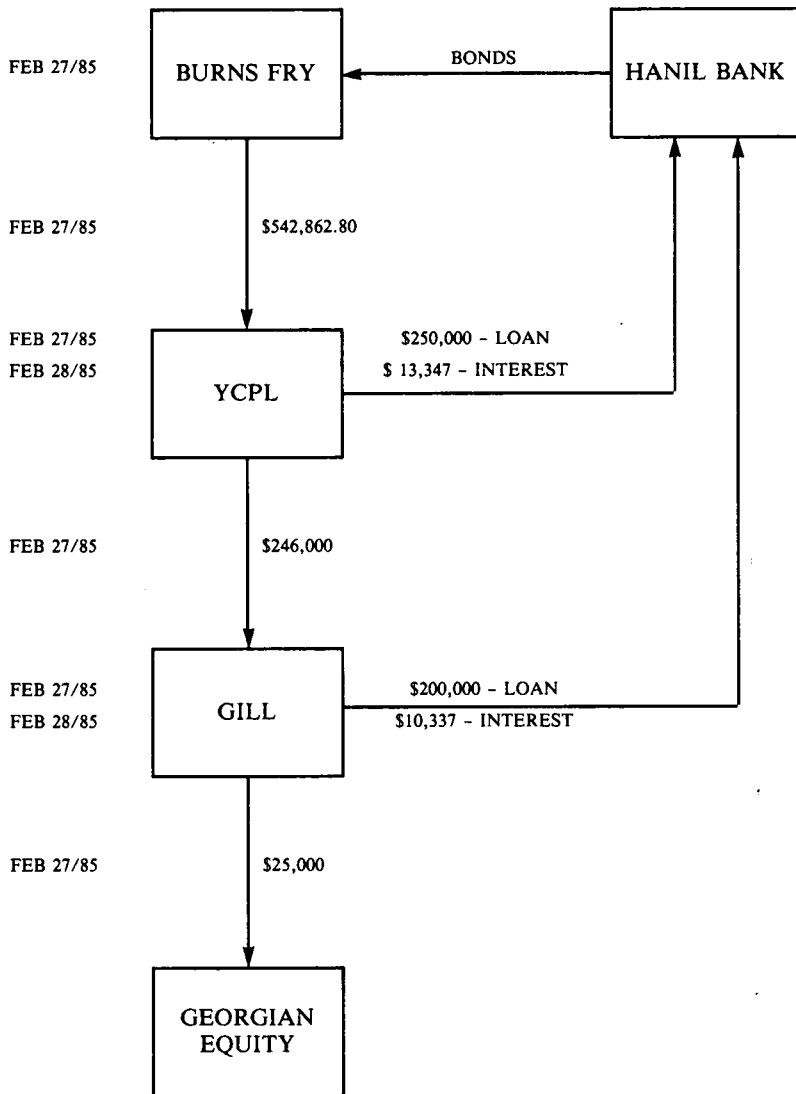 FEB 27/85 BURNS FRY BONDS HANIL BANK
FEB 27/85 $542,862.80
FEB 27/85 $250,000 - LOAN
FEB 28/85 $ 13,347 - INTEREST
YCPL
FEB 27/85 $246,000
FEB 27/85 $200,000 - LOAN
GILL
FEB 28/85 $10,337 - INTEREST
FEB 27/85 $25,000
GEORGIAN
EQUITY